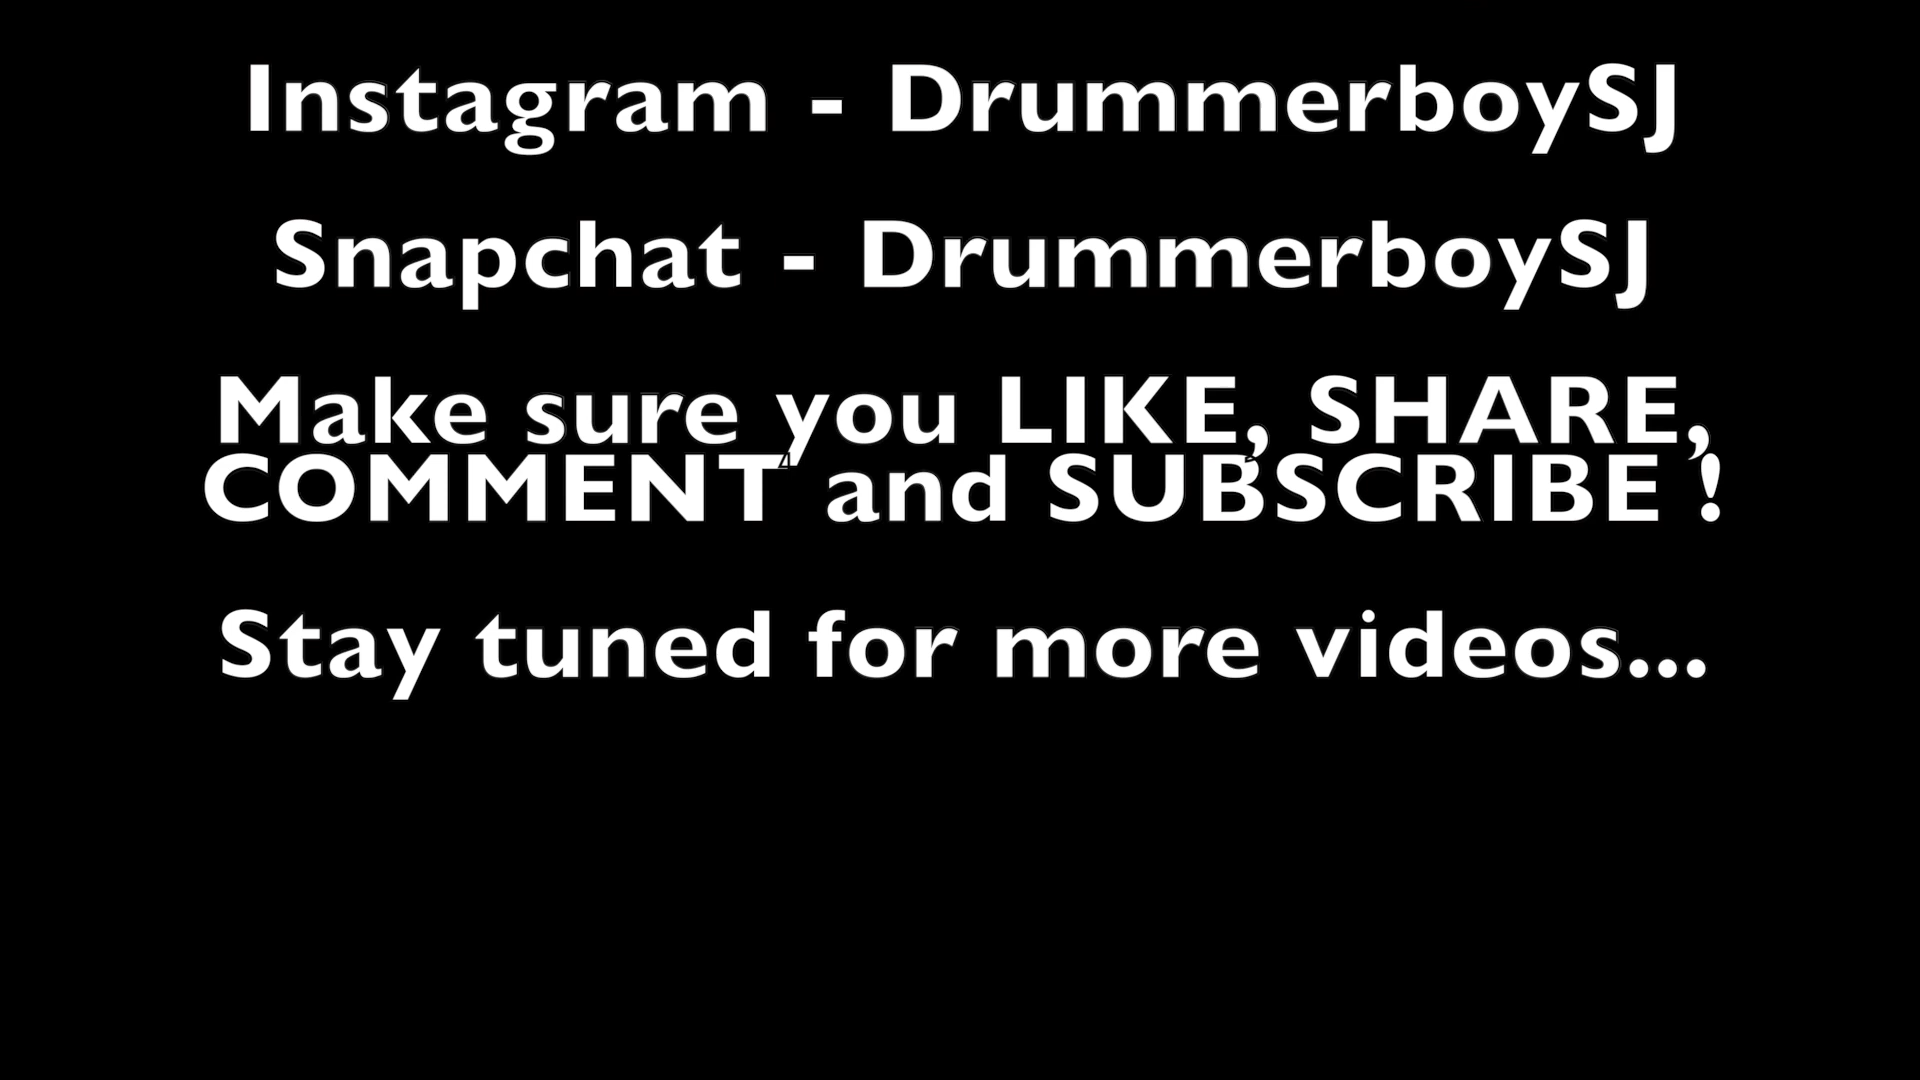 Instagram - DrummerboySJ
Snapchat - DrummerboySJ
Make sure you LIKE, SHARE,
COMMENT and SUBSCRIBE !
Stay tuned for more videos...